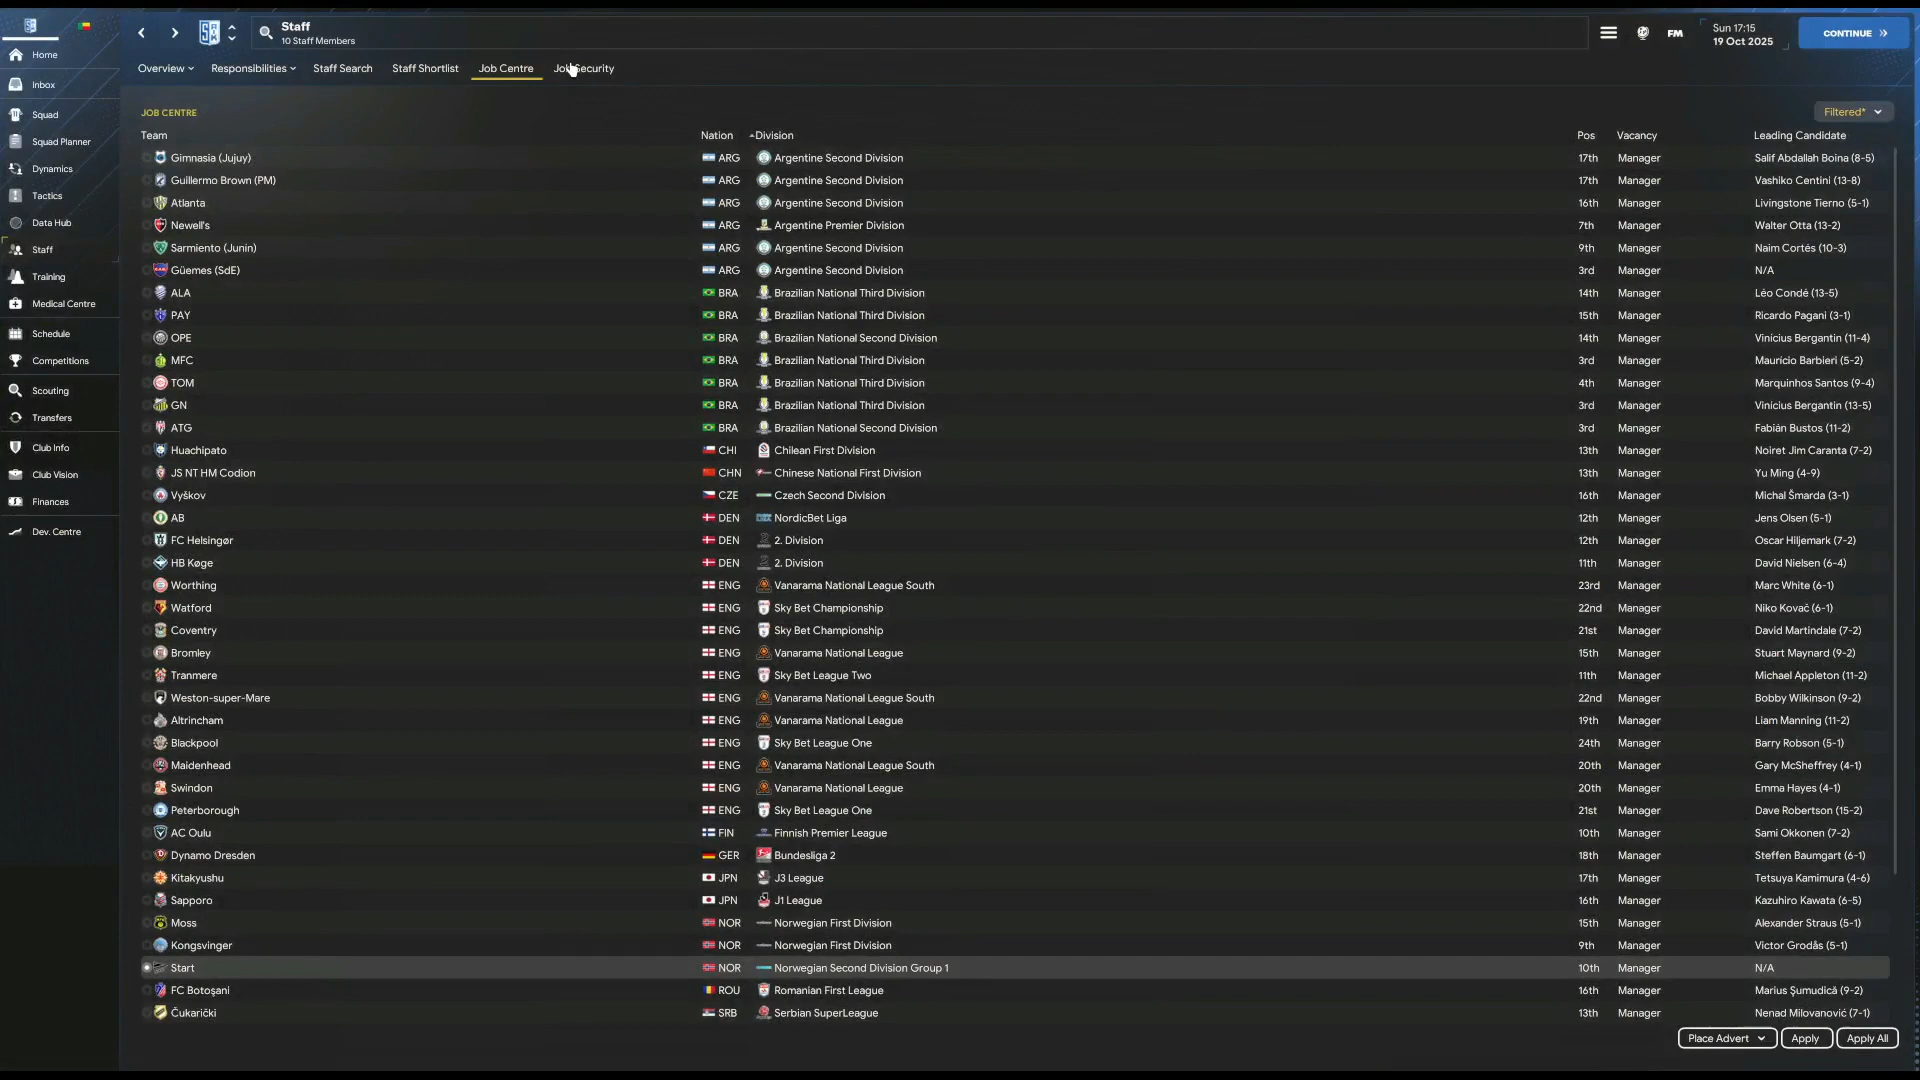 Staff
10 Staff Members
FM
Sun 17:15
19 Oct 2025
CONTINUE
Overview
Responsibilities
Staff Search
Staff Shortlist
Job Centre
Job Security
Home
Inbox
Squad
Squad Planner
Dynamics
Tactics
Data Hub
Staff
Training
Medical Centre
Schedule
Competitions
Scouting
Transfers
Club Info
Club Vision
Finances
Dev. Centre
JOB CENTRE
Filtered*
Team Nation Division Pos Vacancy Leading Candidate
Gimnasia (Jujuy) ARG Argentine Second Division 17th Manager Salif Abdallah Boina (8-5)
Guillermo Brown (PM) ARG Argentine Second Division 17th Manager Vashiko Centini (13-8)
Atlanta ARG Argentine Second Division 16th Manager Livingstone Tierno (5-1)
Newell's ARG Argentine Premier Division 7th Manager Walter Otta (13-2)
Sarmiento (Junín) ARG Argentine Second Division 9th Manager Naim Cortés (10-3)
Güemes (SdE) ARG Argentine Second Division 3rd Manager N/A
ALA BRA Brazilian National Third Division 14th Manager Léo Condé (13-5)
PAY BRA Brazilian National Third Division 15th Manager Ricardo Pagani (3-1)
OPE BRA Brazilian National Second Division 14th Manager Vinícius Bergantin (11-4)
MFC BRA Brazilian National Third Division 3rd Manager Maurício Barbieri (5-2)
TOM BRA Brazilian National Third Division 4th Manager Marquinhos Santos (9-4)
GN BRA Brazilian National Third Division 3rd Manager Vinícius Bergantin (13-5)
ATG BRA Brazilian National Second Division 3rd Manager Fabián Bustos (11-2)
Huachipato CHI Chilean First Division 13th Manager Noiret Jim Caranta (7-2)
JS NT HM Codion CHN Chinese National First Division 13th Manager Yu Ming (4-9)
Vyškov CZE Czech Second Division 16th Manager Michal Šmarda (3-1)
AB DEN NordicBet Liga 12th Manager Jens Olsen (5-1)
FC Helsingør DEN 2. Division 12th Manager Oscar Hiljemark (7-2)
HB Køge DEN 2. Division 11th Manager David Nielsen (6-4)
Worthing ENG Vanarama National League South 23rd Manager Marc White (6-1)
Watford ENG Sky Bet Championship 22nd Manager Niko Kovač (6-1)
Coventry ENG Sky Bet Championship 21st Manager David Martindale (7-2)
Bromley ENG Vanarama National League 15th Manager Stuart Maynard (9-2)
Tranmere ENG Sky Bet League Two 11th Manager Michael Appleton (11-2)
Weston-super-Mare ENG Vanarama National League South 22nd Manager Bobby Wilkinson (9-2)
Altrincham ENG Vanarama National League 19th Manager Liam Manning (11-2)
Blackpool ENG Sky Bet League One 24th Manager Barry Robson (5-1)
Maidenhead ENG Vanarama National League South 20th Manager Gary McSheffrey (4-1)
Swindon ENG Vanarama National League 20th Manager Emma Hayes (4-1)
Peterborough ENG Sky Bet League One 21st Manager Dave Robertson (15-2)
AC Oulu FIN Finnish Premier League 10th Manager Sami Okkonen (7-2)
Dynamo Dresden GER Bundesliga 2 18th Manager Steffen Baumgart (6-1)
Kitakyushu JPN J3 League 17th Manager Tetsuya Kamimura (4-6)
Sapporo JPN J1 League 16th Manager Kazuhiro Kawata (6-5)
Moss NOR Norwegian First Division 15th Manager Alexander Straus (5-1)
Kongsvinger NOR Norwegian First Division 9th Manager Victor Grodås (5-1)
Start NOR Norwegian Second Division Group 1 10th Manager N/A
FC Botoșani ROU Romanian First League 16th Manager Marius Șumudică (9-2)
Čukarički SRB Serbian SuperLeague 13th Manager Nenad Milovanović (7-1)
Place Advert
Apply
Apply All